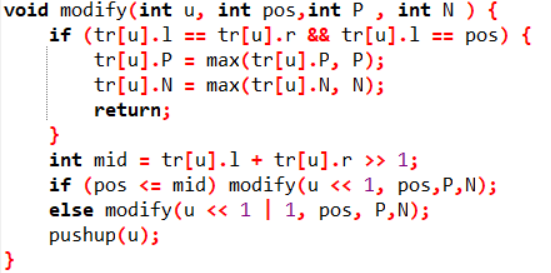 void modify(int u, int pos,int P , int N ) {
    if (tr[u].l == tr[u].r && tr[u].l == pos) {
        tr[u].P = max(tr[u].P, P);
        tr[u].N = max(tr[u].N, N);
        return;
    }
    int mid = tr[u].l + tr[u].r >> 1;
    if (pos <= mid) modify(u << 1, pos,P,N);
    else modify(u << 1 | 1, pos, P,N);
    pushup(u);
}